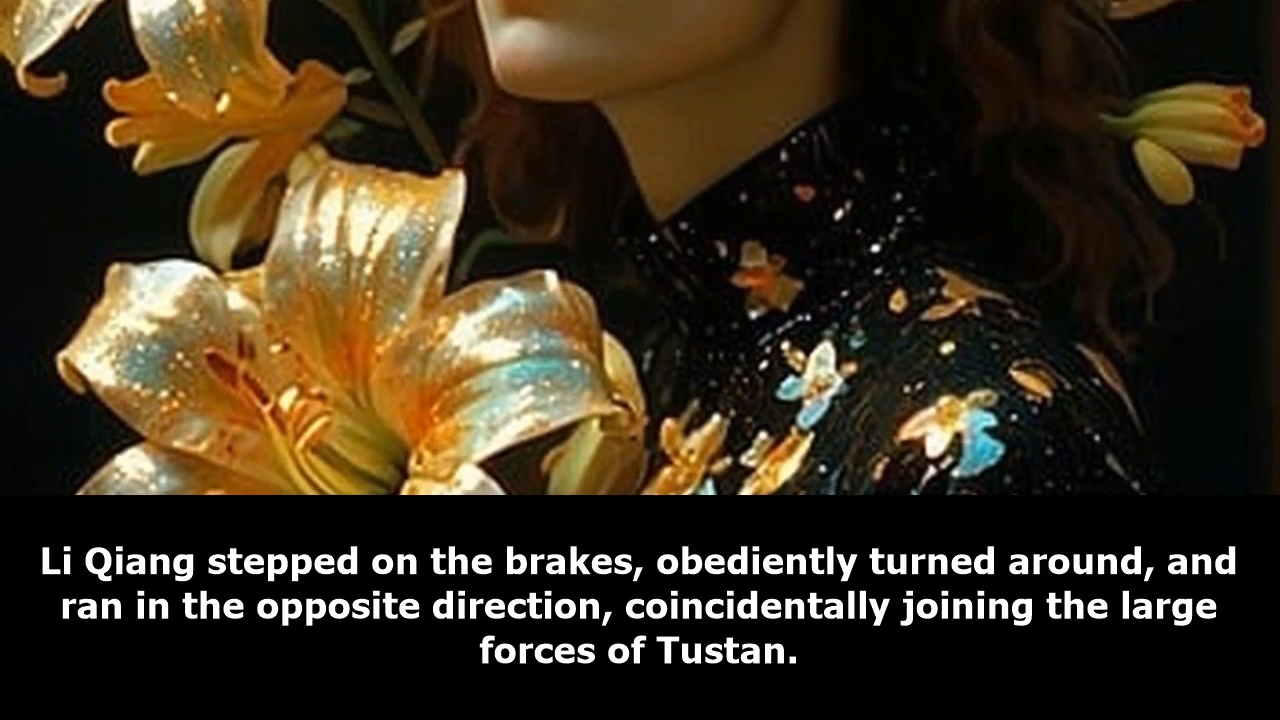 Li Qiang stepped on the brakes, obediently turned around, and
ran in the opposite direction, coincidentally joining the large
forces of Tustan.